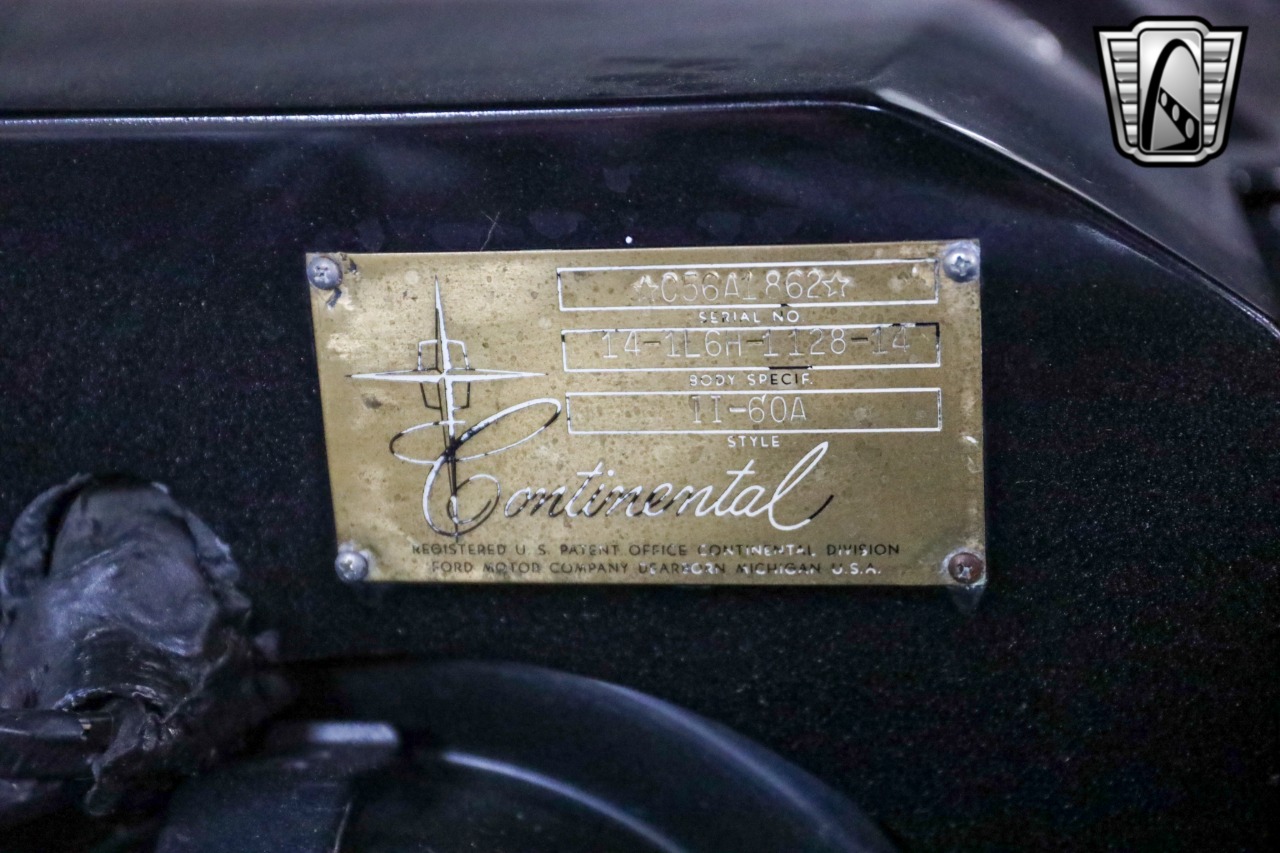 ☆C56A1862☆
SERIAL NO
14-1L6H-1128-14
BODY SPECIF.
II-60A
STYLE
Continental
REGISTERED U.S. PATENT OFFICE CONTINENTAL DIVISION
FORD MOTOR COMPANY DEARBORN MICHIGAN U.S.A.